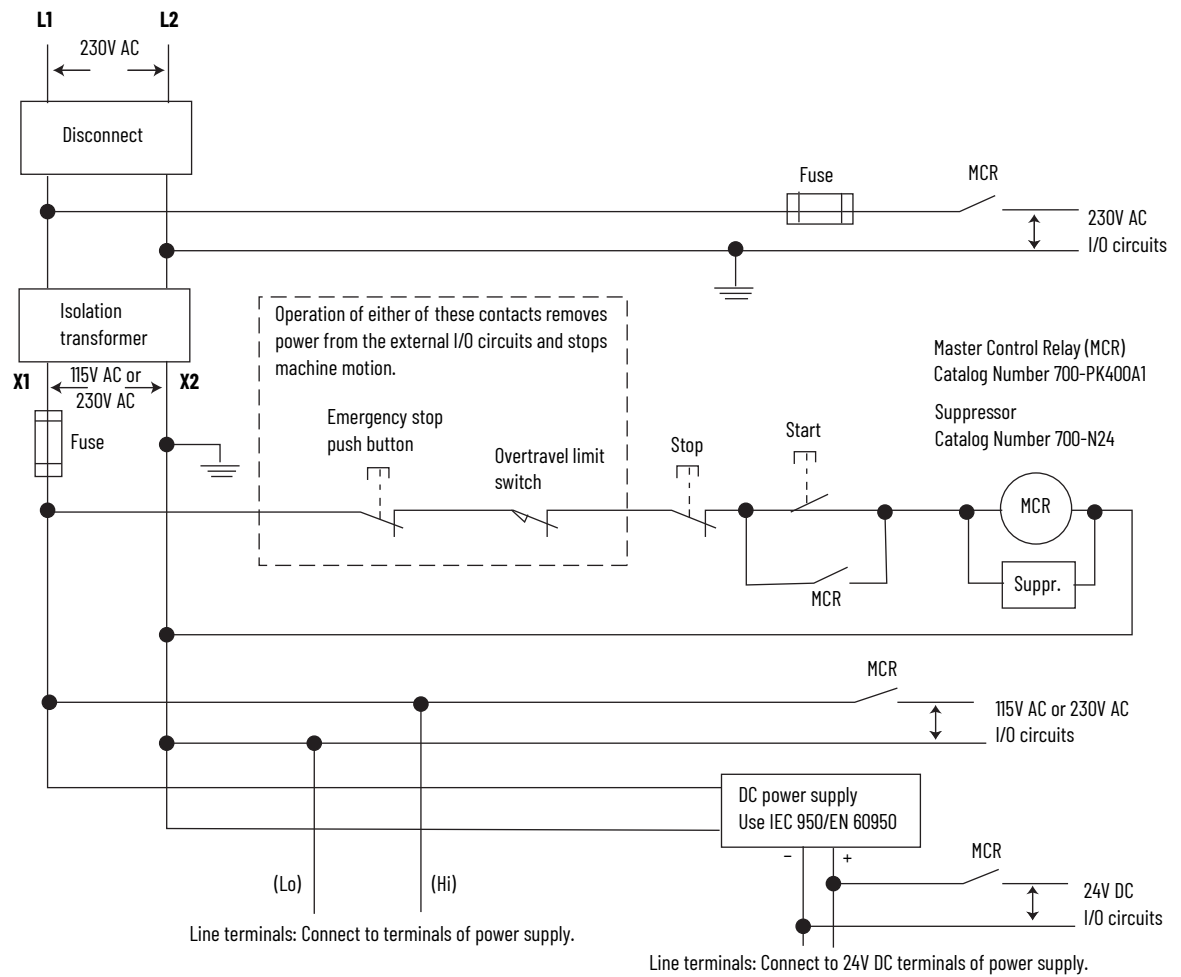 L1
L2
230V AC
Disconnect
Fuse
MCR
230V AC
I/O circuits
Isolation
transformer
Operation of either of these contacts removes
power from the external I/O circuits and stops
machine motion.
Master Control Relay (MCR)
Catalog Number 700-PK400A1
Suppressor
Catalog Number 700-N24
X1
115V AC or
230V AC
X2
Fuse
Emergency stop
push button
Overtravel limit
switch
Stop
Start
MCR
Suppr.
MCR
MCR
115V AC or 230V AC
I/O circuits
DC power supply
Use IEC 950/EN 60950
- +
MCR
24V DC
I/O circuits
(Lo)
(Hi)
Line terminals: Connect to terminals of power supply.
Line terminals: Connect to 24V DC terminals of power supply.